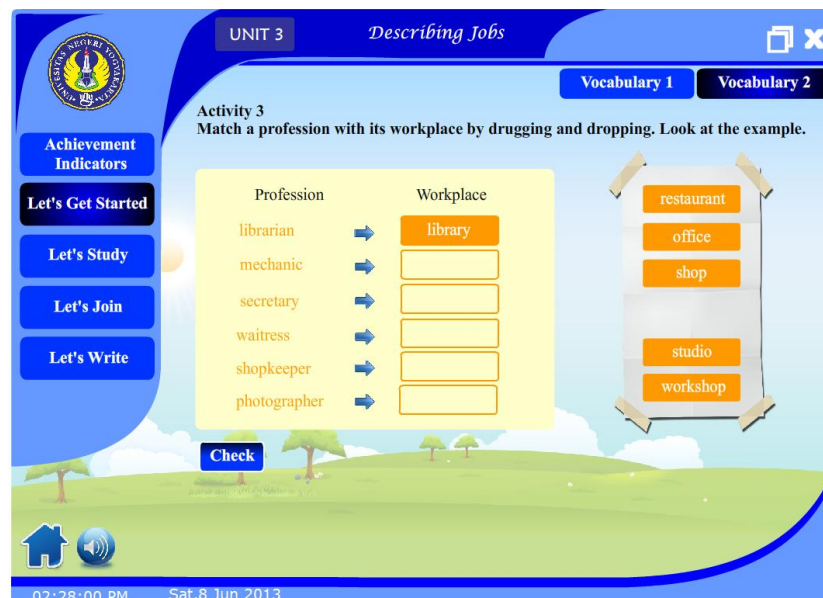 UNIT 3
Describing Jobs
UNIVERSITAS NEGERI YOGYAKARTA
Vocabulary 1
Vocabulary 2
Activity 3
Match a profession with its workplace by drugging and dropping. Look at the example.
Achievement
Indicators
Let's Get Started
Let's Study
Let's Join
Let's Write
Profession
Workplace
librarian
library
mechanic
secretary
waitress
shopkeeper
photographer
restaurant
office
shop
studio
workshop
Check
02:28:00 PM
Sat,8 Jun 2013